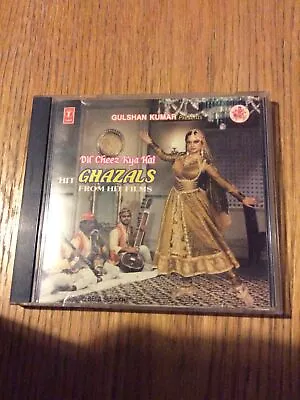 T
GULSHAN KUMAR Presents
Dil Cheez Kya Hai
HIT GHAZALS
FROM HIT FILMS